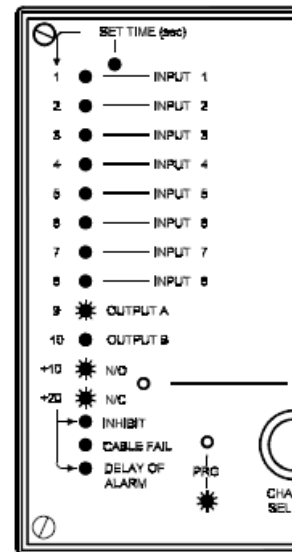 SET TIME (sec)
1 INPUT 1
2 INPUT 2
3 INPUT 3
4 INPUT 4
5 INPUT 5
6 INPUT 6
7 INPUT 7
8 INPUT 8
9 OUTPUT A
10 OUTPUT B
+10 N/O
+20 N/C
INHIBIT
CABLE FAIL
DELAY OF
ALARM
PRG
CHA
SEL